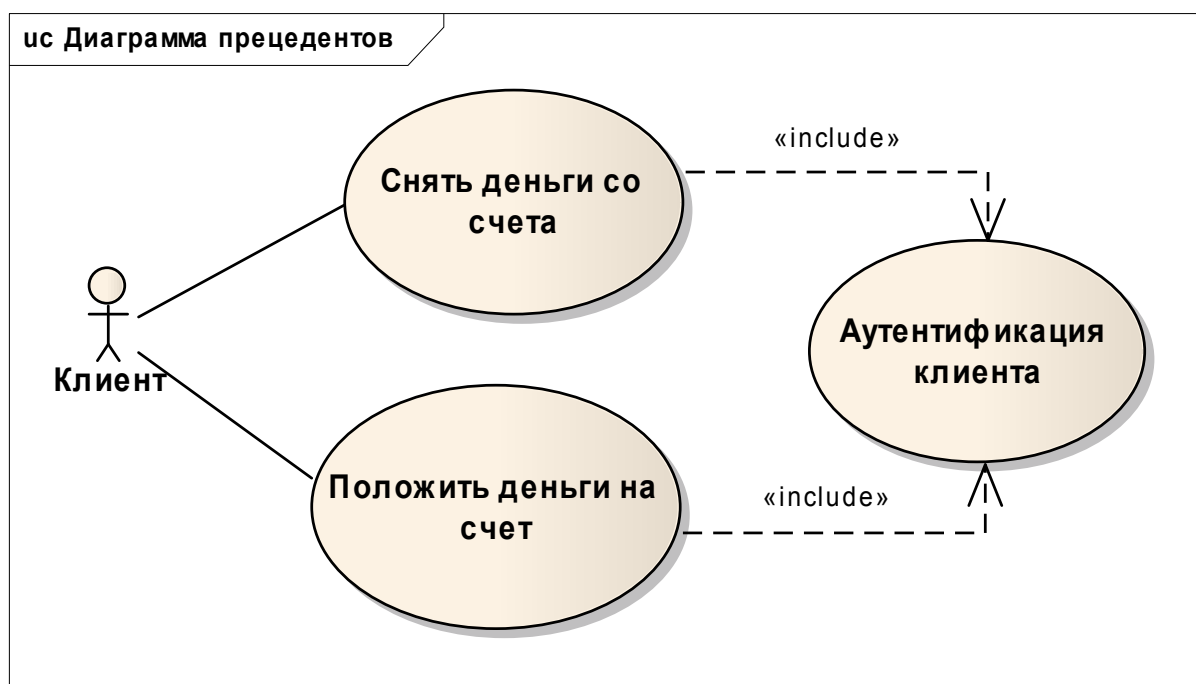 uc Диаграмма прецедентов
«include»
Снять деньги со
счета
Аутентификация
клиента
Клиент
Положить деньги на
счет
«include»